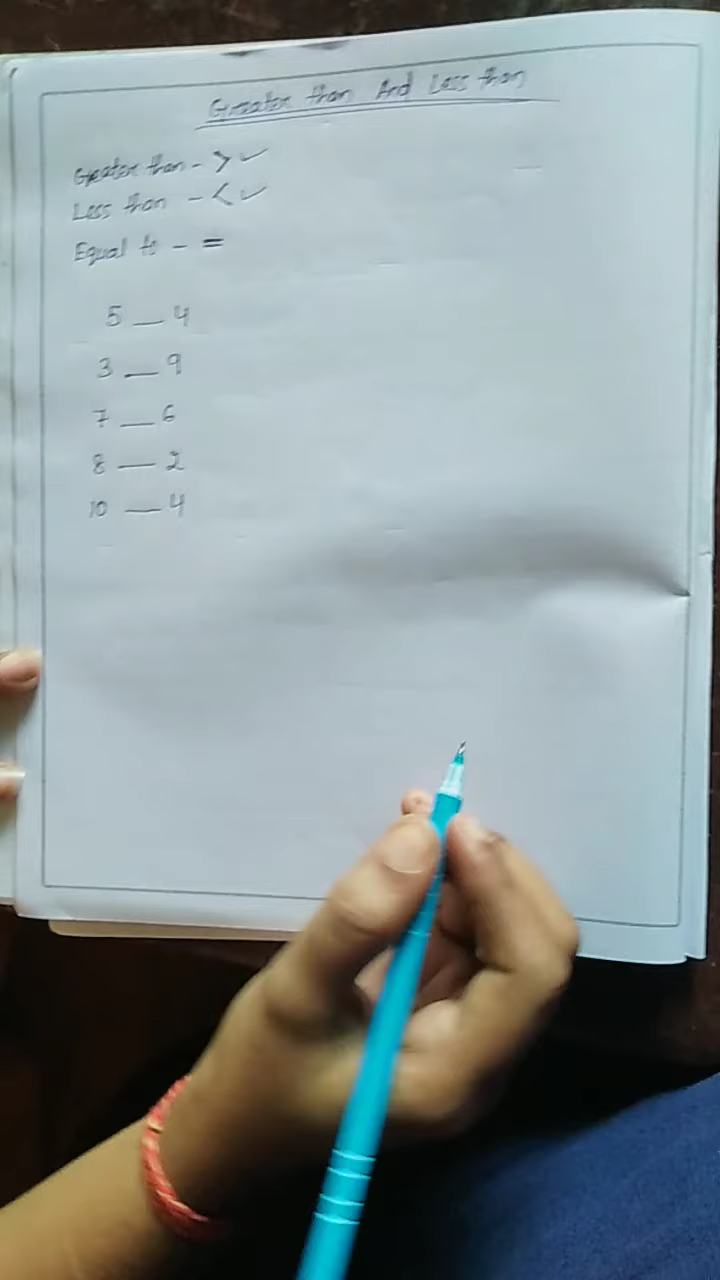 Greater than And Less than
Greater than - > ✓
Less than - < ✓
Equal to - =
5 __ 4
3 __ 9
7 __ 6
8 __ 2
10 __ 4